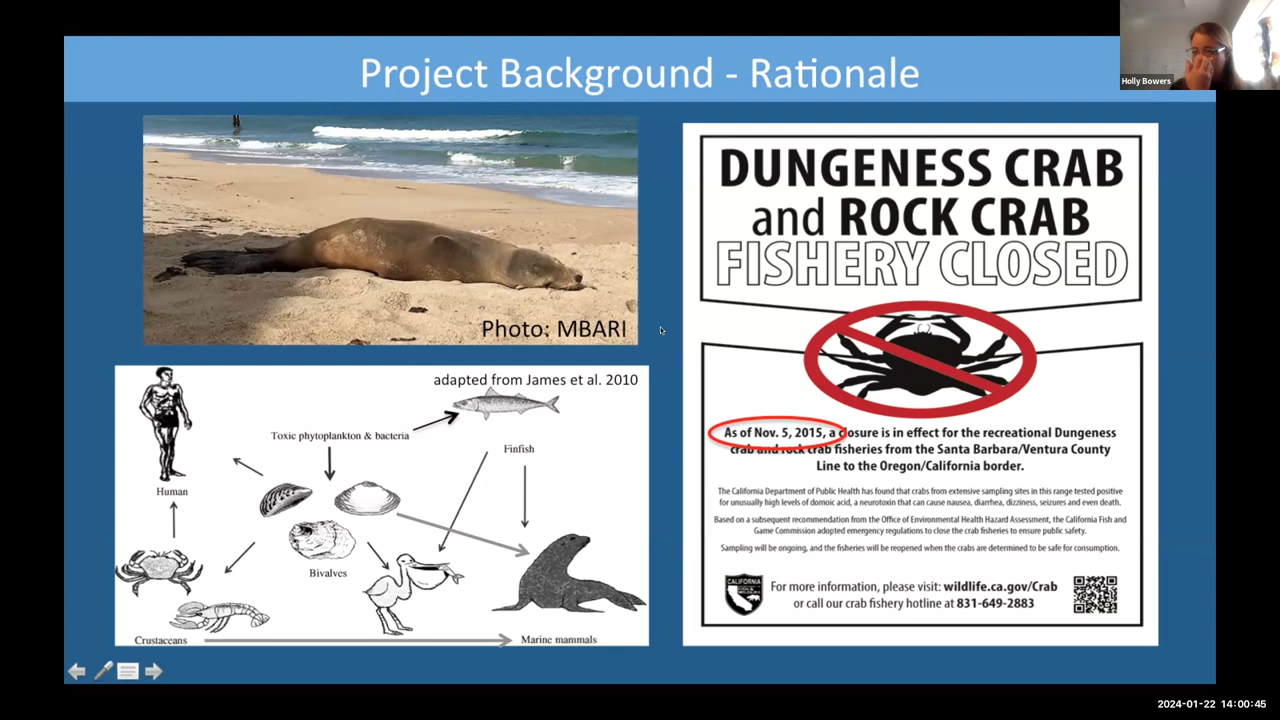 Project Background - Rationale
Holly Bowers
Photo: MBARI
adapted from James et al. 2010
Toxic phytoplankton & bacteria
Finfish
Human
Bivalves
Crustaceans
Marine mammals
DUNGENESS CRAB
and ROCK CRAB
FISHERY CLOSED
As of Nov. 5, 2015, a closure is in effect for the recreational Dungeness
crab and rock crab fisheries from the Santa Barbara/Ventura County
Line to the Oregon/California border.
The California Department of Public Health has found that crabs from extensive sampling sites in this range tested positive
for unusually high levels of domoic acid, a neurotoxin that can cause nausea, diarrhea, dizziness, seizures and even death.
Based on a subsequent recommendation from the Office of Environmental Health Hazard Assessment, the California Fish and
Game Commission adopted emergency regulations to close the crab fisheries to ensure public safety.
Sampling will be ongoing, and the fisheries will be reopened when the crabs are determined to be safe for consumption.
CALIFORNIA
For more information, please visit: wildlife.ca.gov/Crab
or call our crab fishery hotline at 831-649-2883
2024-01-22 14:00:45